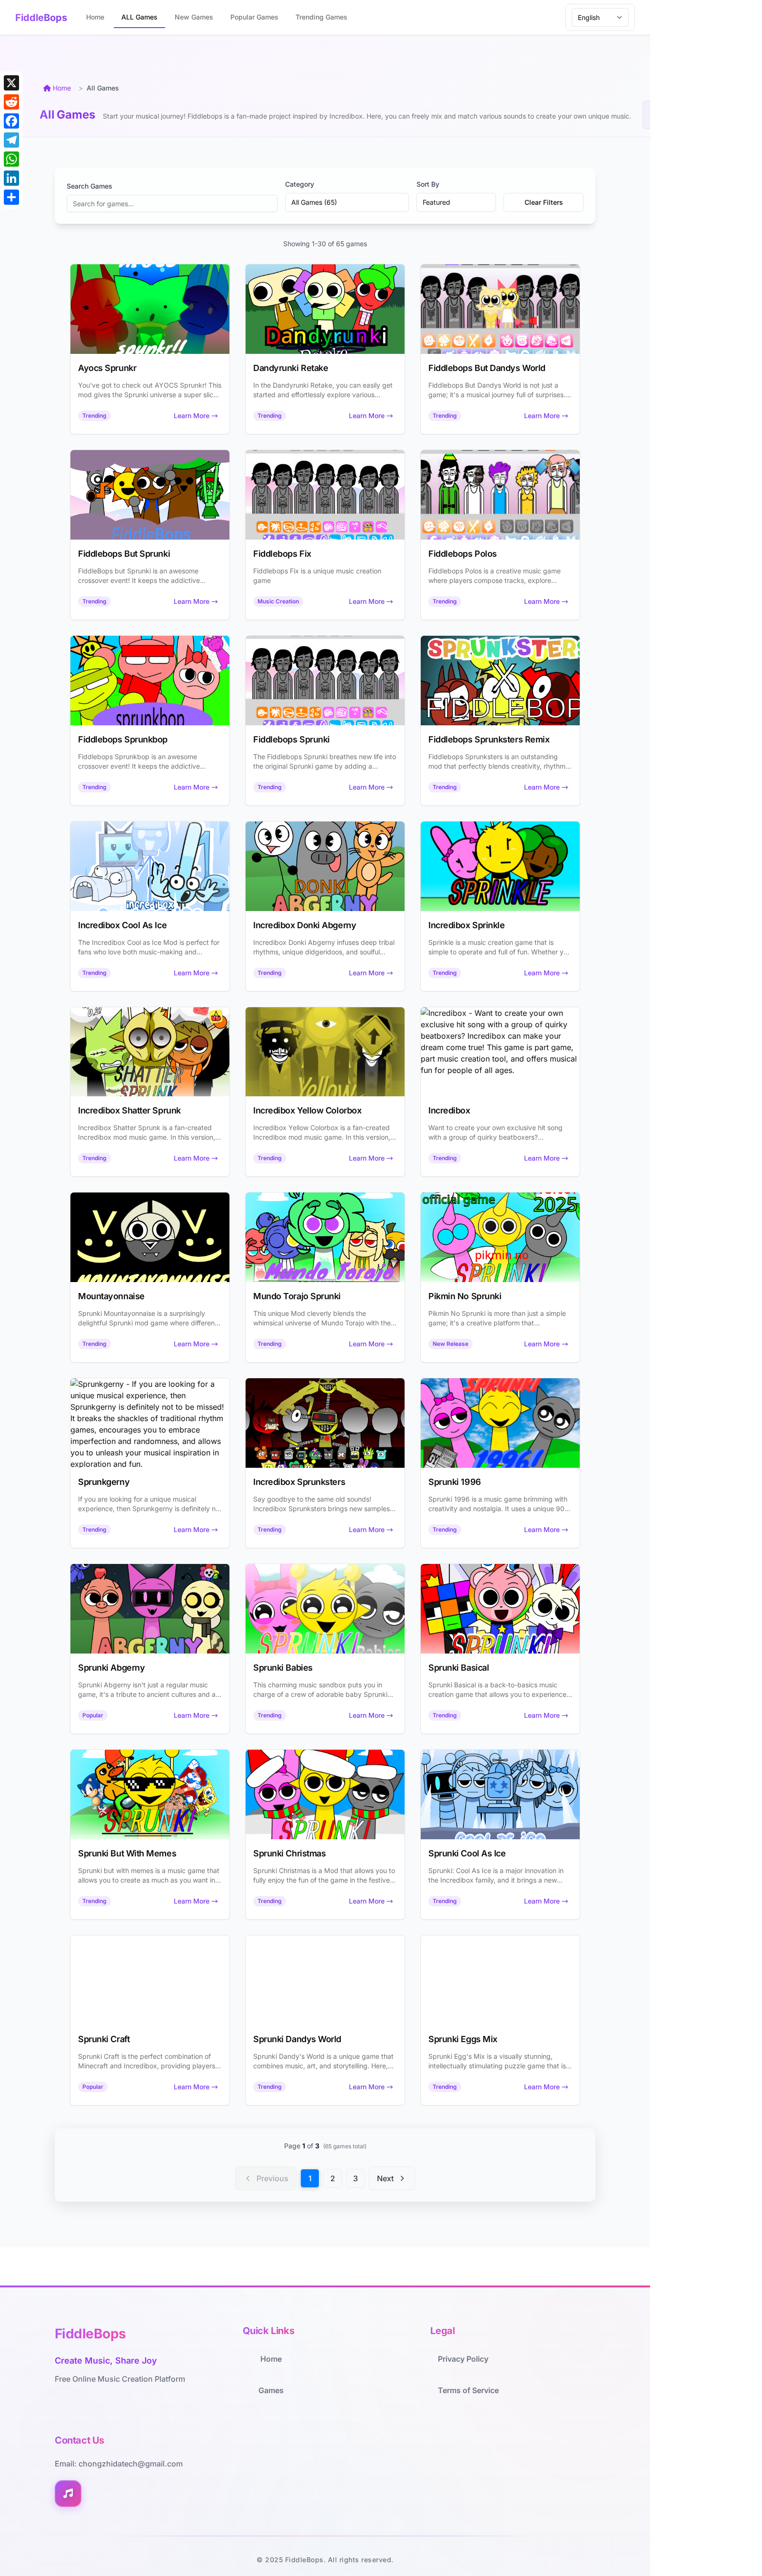 FiddleBops
Home
ALL Games
New Games
Popular Games
Trending Games
English
Home > All Games
All Games
Start your musical journey! Fiddlebops is a fan-made project inspired by Incredibox. Here, you can freely mix and match various sounds to create your own unique music.
Search Games
Search for games...
Category
All Games (65)
Sort By
Featured
Clear Filters
Showing 1-30 of 65 games
sprunkr!!
Ayocs Sprunkr
You've got to check out AYOCS Sprunkr! This
mod gives the Sprunki universe a super slic...
Trending
Learn More →
Dandyrunki
Retake
Dandyrunki Retake
In the Dandyrunki Retake, you can easily get
started and effortlessly explore various...
Trending
Learn More →
Fiddlebops But Dandys World
Fiddlebops But Dandys World is not just a
game; it's a musical journey full of surprises....
Trending
Learn More →
FiddleBops
Fiddlebops But Sprunki
FiddleBops but Sprunki is an awesome
crossover event! It keeps the addictive...
Trending
Learn More →
Fiddlebops Fix
Fiddlebops Fix is a unique music creation
game
Music Creation
Learn More →
Fiddlebops Polos
Fiddlebops Polos is a creative music game
where players compose tracks, explore...
Trending
Learn More →
sprunkbop
Fiddlebops Sprunkbop
Fiddlebops Sprunkbop is an awesome
crossover event! It keeps the addictive...
Trending
Learn More →
Fiddlebops Sprunki
The Fiddlebops Sprunki breathes new life into
the original Sprunki game by adding a...
Trending
Learn More →
SPRUNKSTERS
FIDDLEBOP
Fiddlebops Sprunksters Remix
Fiddlebops Sprunksters is an outstanding
mod that perfectly blends creativity, rhythm...
Trending
Learn More →
incredibox
Incredibox Cool As Ice
The Incredibox Cool as Ice Mod is perfect for
fans who love both music-making and...
Trending
Learn More →
DONKI
ABGERNY
Incredibox Donki Abgerny
Incredibox Donki Abgerny infuses deep tribal
rhythms, unique didgeridoos, and soulful...
Trending
Learn More →
SPRINKLE
Incredibox Sprinkle
Sprinkle is a music creation game that is
simple to operate and full of fun. Whether y...
Trending
Learn More →
SHATTER
SPRUNK
Incredibox Shatter Sprunk
Incredibox Shatter Sprunk is a fan-created
Incredibox mod music game. In this version,...
Trending
Learn More →
Yellow
Incredibox Yellow Colorbox
Incredibox Yellow Colorbox is a fan-created
Incredibox mod music game. In this version,...
Trending
Learn More →
Incredibox - Want to create your own
exclusive hit song with a group of quirky
beatboxers? Incredibox can make your
dream come true! This game is part game,
part music creation tool, and offers musical
fun for people of all ages.
Incredibox
Want to create your own exclusive hit song
with a group of quirky beatboxers?...
Trending
Learn More →
MOUNTAYONNAISE
Mountayonnaise
Sprunki Mountayonnaise is a surprisingly
delightful Sprunki mod game where differen...
Trending
Learn More →
Mundo Torajo
Mundo Torajo Sprunki
This unique Mod cleverly blends the
whimsical universe of Mundo Torajo with the...
Trending
Learn More →
official game
2025
pikmin no
SPRUNKI
Pikmin No Sprunki
Pikmin No Sprunki is more than just a simple
game; it's a creative platform that...
New Release
Learn More →
Sprunkgerny - If you are looking for a
unique musical experience, then
Sprunkgerny is definitely not to be missed!
It breaks the shackles of traditional rhythm
games, encourages you to embrace
imperfection and randomness, and allows
you to unleash your musical inspiration in
exploration and fun.
Sprunkgerny
If you are looking for a unique musical
experience, then Sprunkgerny is definitely n...
Trending
Learn More →
Incredibox Sprunksters
Say goodbye to the same old sounds!
Incredibox Sprunksters brings new samples...
Trending
Learn More →
SPRUNKI
1996!
Sprunki 1996
Sprunki 1996 is a music game brimming with
creativity and nostalgia. It uses a unique 90...
Trending
Learn More →
ABGERNY
Sprunki Abgerny
Sprunki Abgerny isn't just a regular music
game, it's a tribute to ancient cultures and a...
Popular
Learn More →
SPRUNKI
Babies
Sprunki Babies
This charming music sandbox puts you in
charge of a crew of adorable baby Sprunki...
Trending
Learn More →
SPRUNKI
Sprunki Basical
Sprunki Basical is a back-to-basics music
creation game that allows you to experience...
Trending
Learn More →
SPRUNKI
Sprunki But With Memes
Sprunki but with memes is a music game that
allows you to create as much as you want in...
Trending
Learn More →
SPRUNKI
Sprunki Christmas
Sprunki Christmas is a Mod that allows you to
fully enjoy the fun of the game in the festive...
Trending
Learn More →
COOL AS ICE
Sprunki Cool As Ice
Sprunki: Cool As Ice is a major innovation in
the Incredibox family, and it brings a new...
Trending
Learn More →
Sprunki Craft
Sprunki Craft is the perfect combination of
Minecraft and Incredibox, providing players...
Popular
Learn More →
Sprunki Dandys World
Sprunki Dandy's World is a unique game that
combines music, art, and storytelling. Here,...
Trending
Learn More →
Sprunki Eggs Mix
Sprunki Egg's Mix is a visually stunning,
intellectually stimulating puzzle game that is...
Trending
Learn More →
Page 1 of 3 (65 games total)
Previous
1
2
3
Next
FiddleBops
Create Music, Share Joy
Free Online Music Creation Platform
Quick Links
Home
Games
Legal
Privacy Policy
Terms of Service
Contact Us
Email: chongzhidatech@gmail.com
© 2025 FiddleBops. All rights reserved.